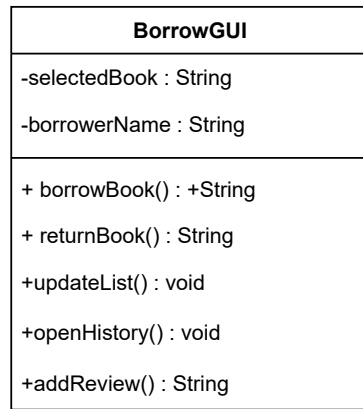 BorrowGUI
-selectedBook : String
-borrowerName : String
+ borrowBook() : +String
+ returnBook() : String
+updateList() : void
+openHistory() : void
+addReview() : String